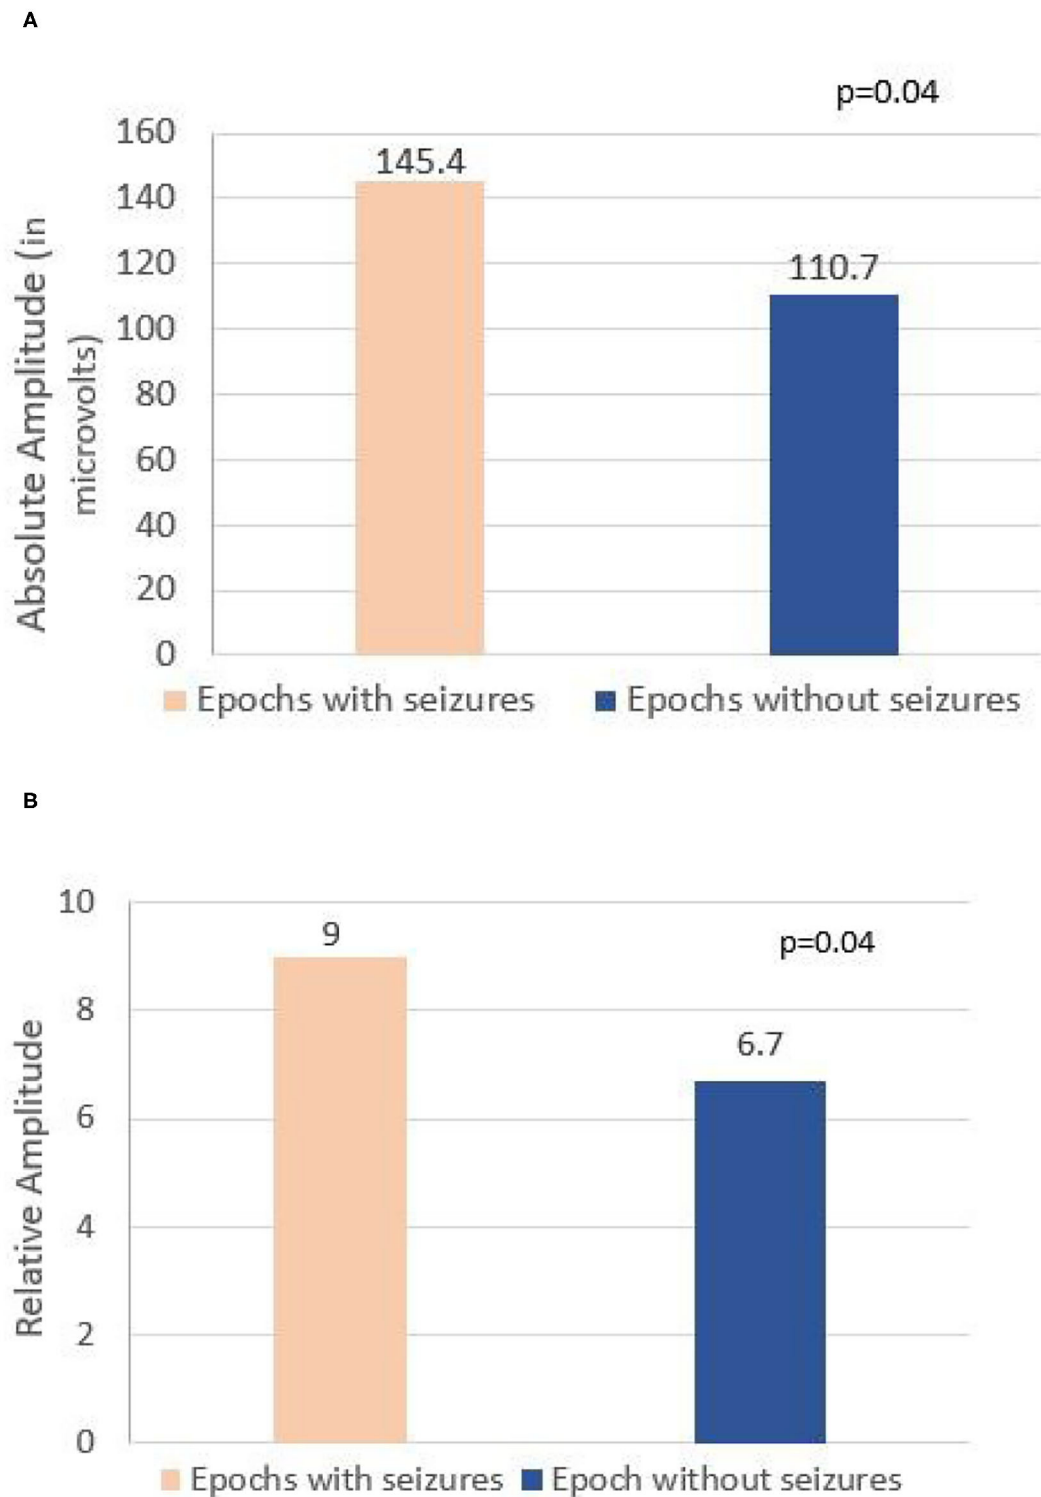 A
p=0.04
160
145.4
140
120
110.7
100
80
60
40
20
0
Absolute Amplitude (in
microvolts)
Epochs with seizures
Epochs without seizures
B
10
9
p=0.04
8
6.7
6
4
2
0
Relative Amplitude
Epochs with seizures
Epoch without seizures